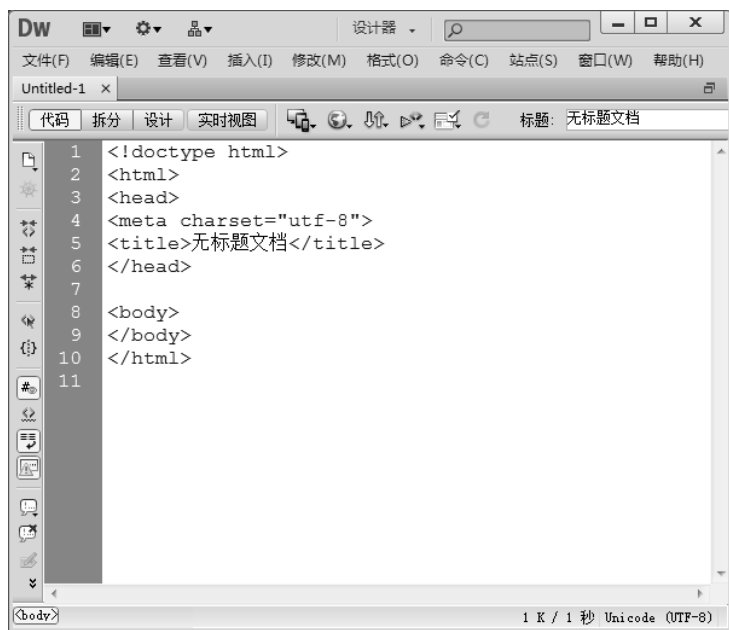 Dw 设计器
文件(F) 编辑(E) 查看(V) 插入(I) 修改(M) 格式(O) 命令(C) 站点(S) 窗口(W) 帮助(H)
Untitled-1 ×
代码 拆分 设计 实时视图 标题: 无标题文档
1 <!doctype html>
2 <html>
3 <head>
4 <meta charset="utf-8">
5 <title>无标题文档</title>
6 </head>
7
8 <body>
9 </body>
10 </html>
11
<body> 1 K / 1 秒 Unicode (UTF-8)